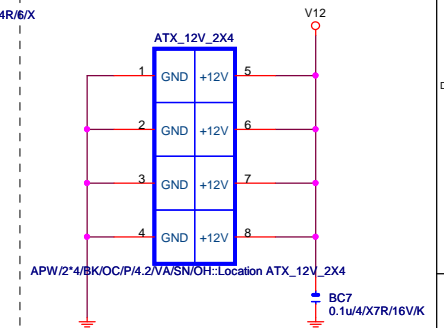 4R/6/X
V12
ATX_12V_2X4
1 GND +12V 5
2 GND +12V 6
3 GND +12V 7
4 GND +12V 8
APW/2*4/BK/OC/P/4.2/VA/SN/OH::Location ATX_12V_2X4
BC7
0.1u/4/X7R/16V/K